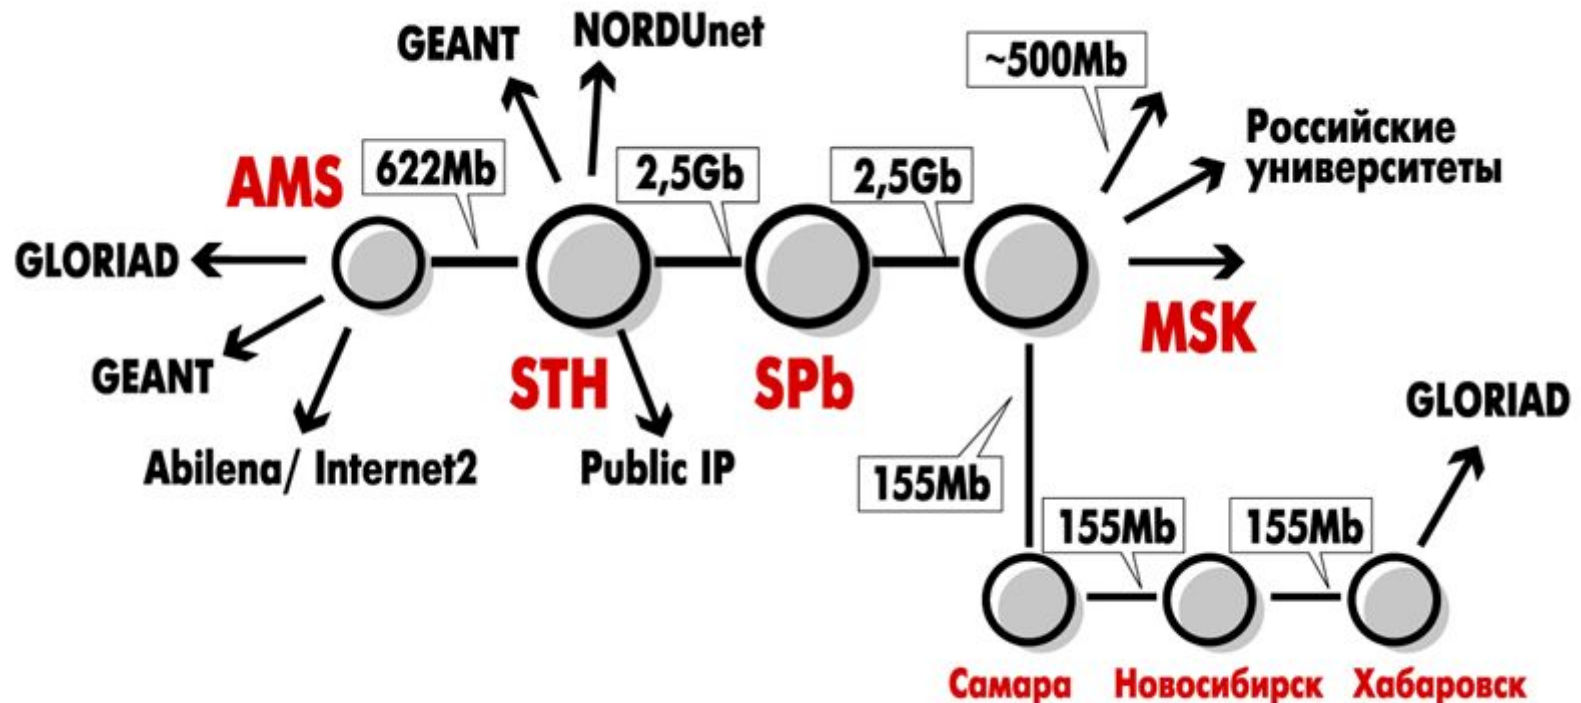 GEANT
NORDUnet
~500Mb
Российские
университеты
AMS
622Mb
2,5Gb
2,5Gb
GLORIAD
MSK
GEANT
STH
SPb
GLORIAD
Abilena/ Internet2
Public IP
155Mb
155Mb
155Mb
Самара
Новосибирск
Хабаровск